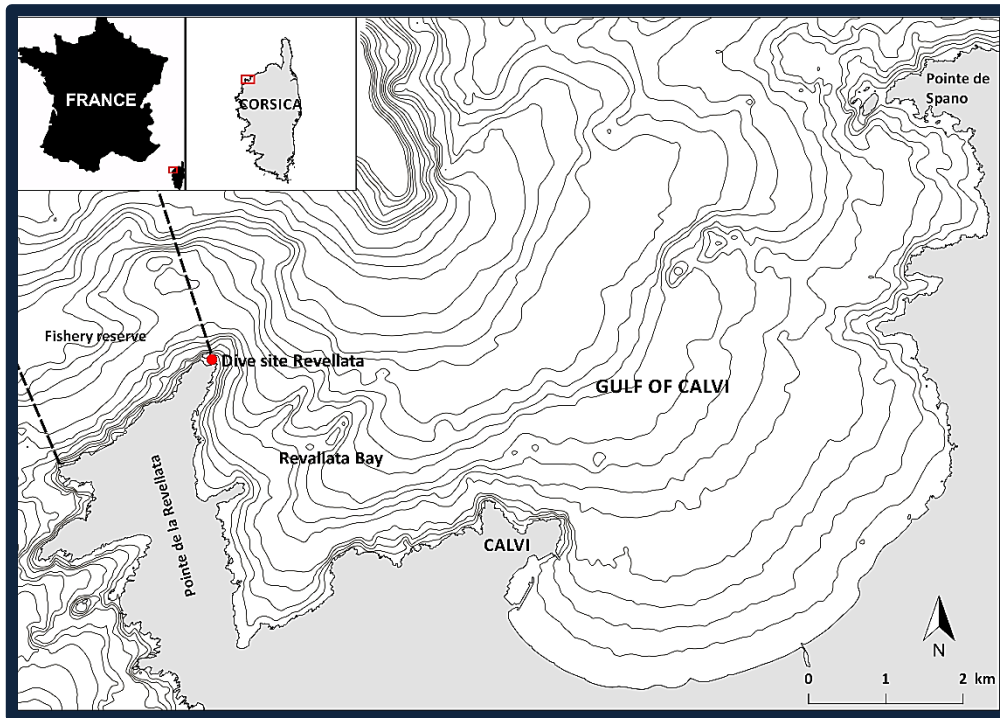 FRANCE
CORSICA
Pointe de
Spano
Fishery reserve
Dive site Revellata
GULF OF CALVI
Revallata Bay
Pointe de la Revellata
CALVI
N
0 1 2 km